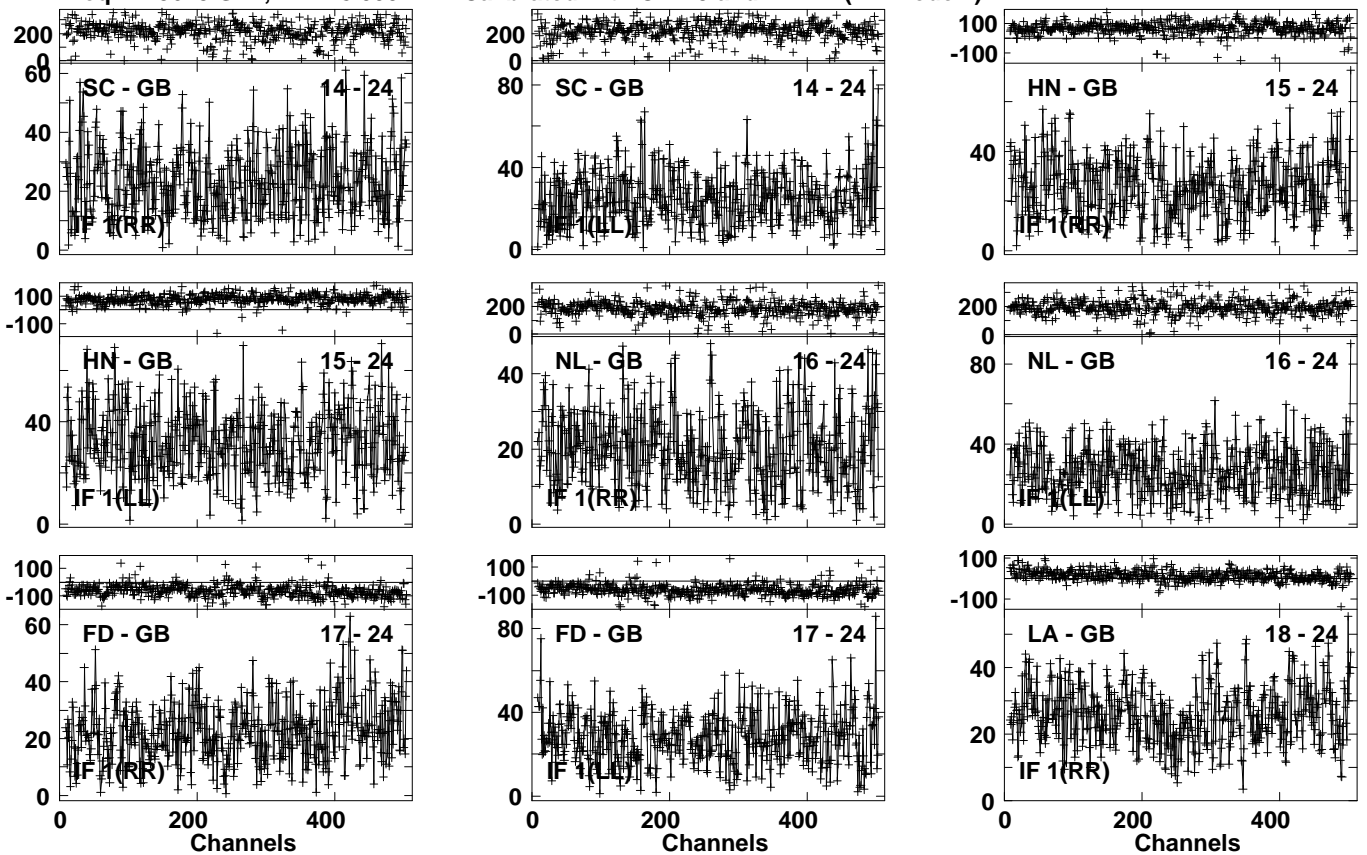 200 200 100
0 0 -100
60 SC - GB 14 - 24 80 SC - GB 14 - 24 HN - GB 15 - 24
40 40 40
20
IF 1(RR) IF 1(LL) IF 1(RR)
0 0 0
100 200 200
-100 0 0
HN - GB 15 - 24 40 NL - GB 16 - 24 80 NL - GB 16 - 24
40 20 40
IF 1(LL) IF 1(RR) IF 1(LL)
0 0 0
100 100 100
-100 -100 -100
60 FD - GB 17 - 24 80 FD - GB 17 - 24 LA - GB 18 - 24
40 40 40
20 20
IF 1(RR) IF 1(LL) IF 1(RR)
0 0 0
0 200 400 0 200 400 0 200 400
Channels Channels Channels